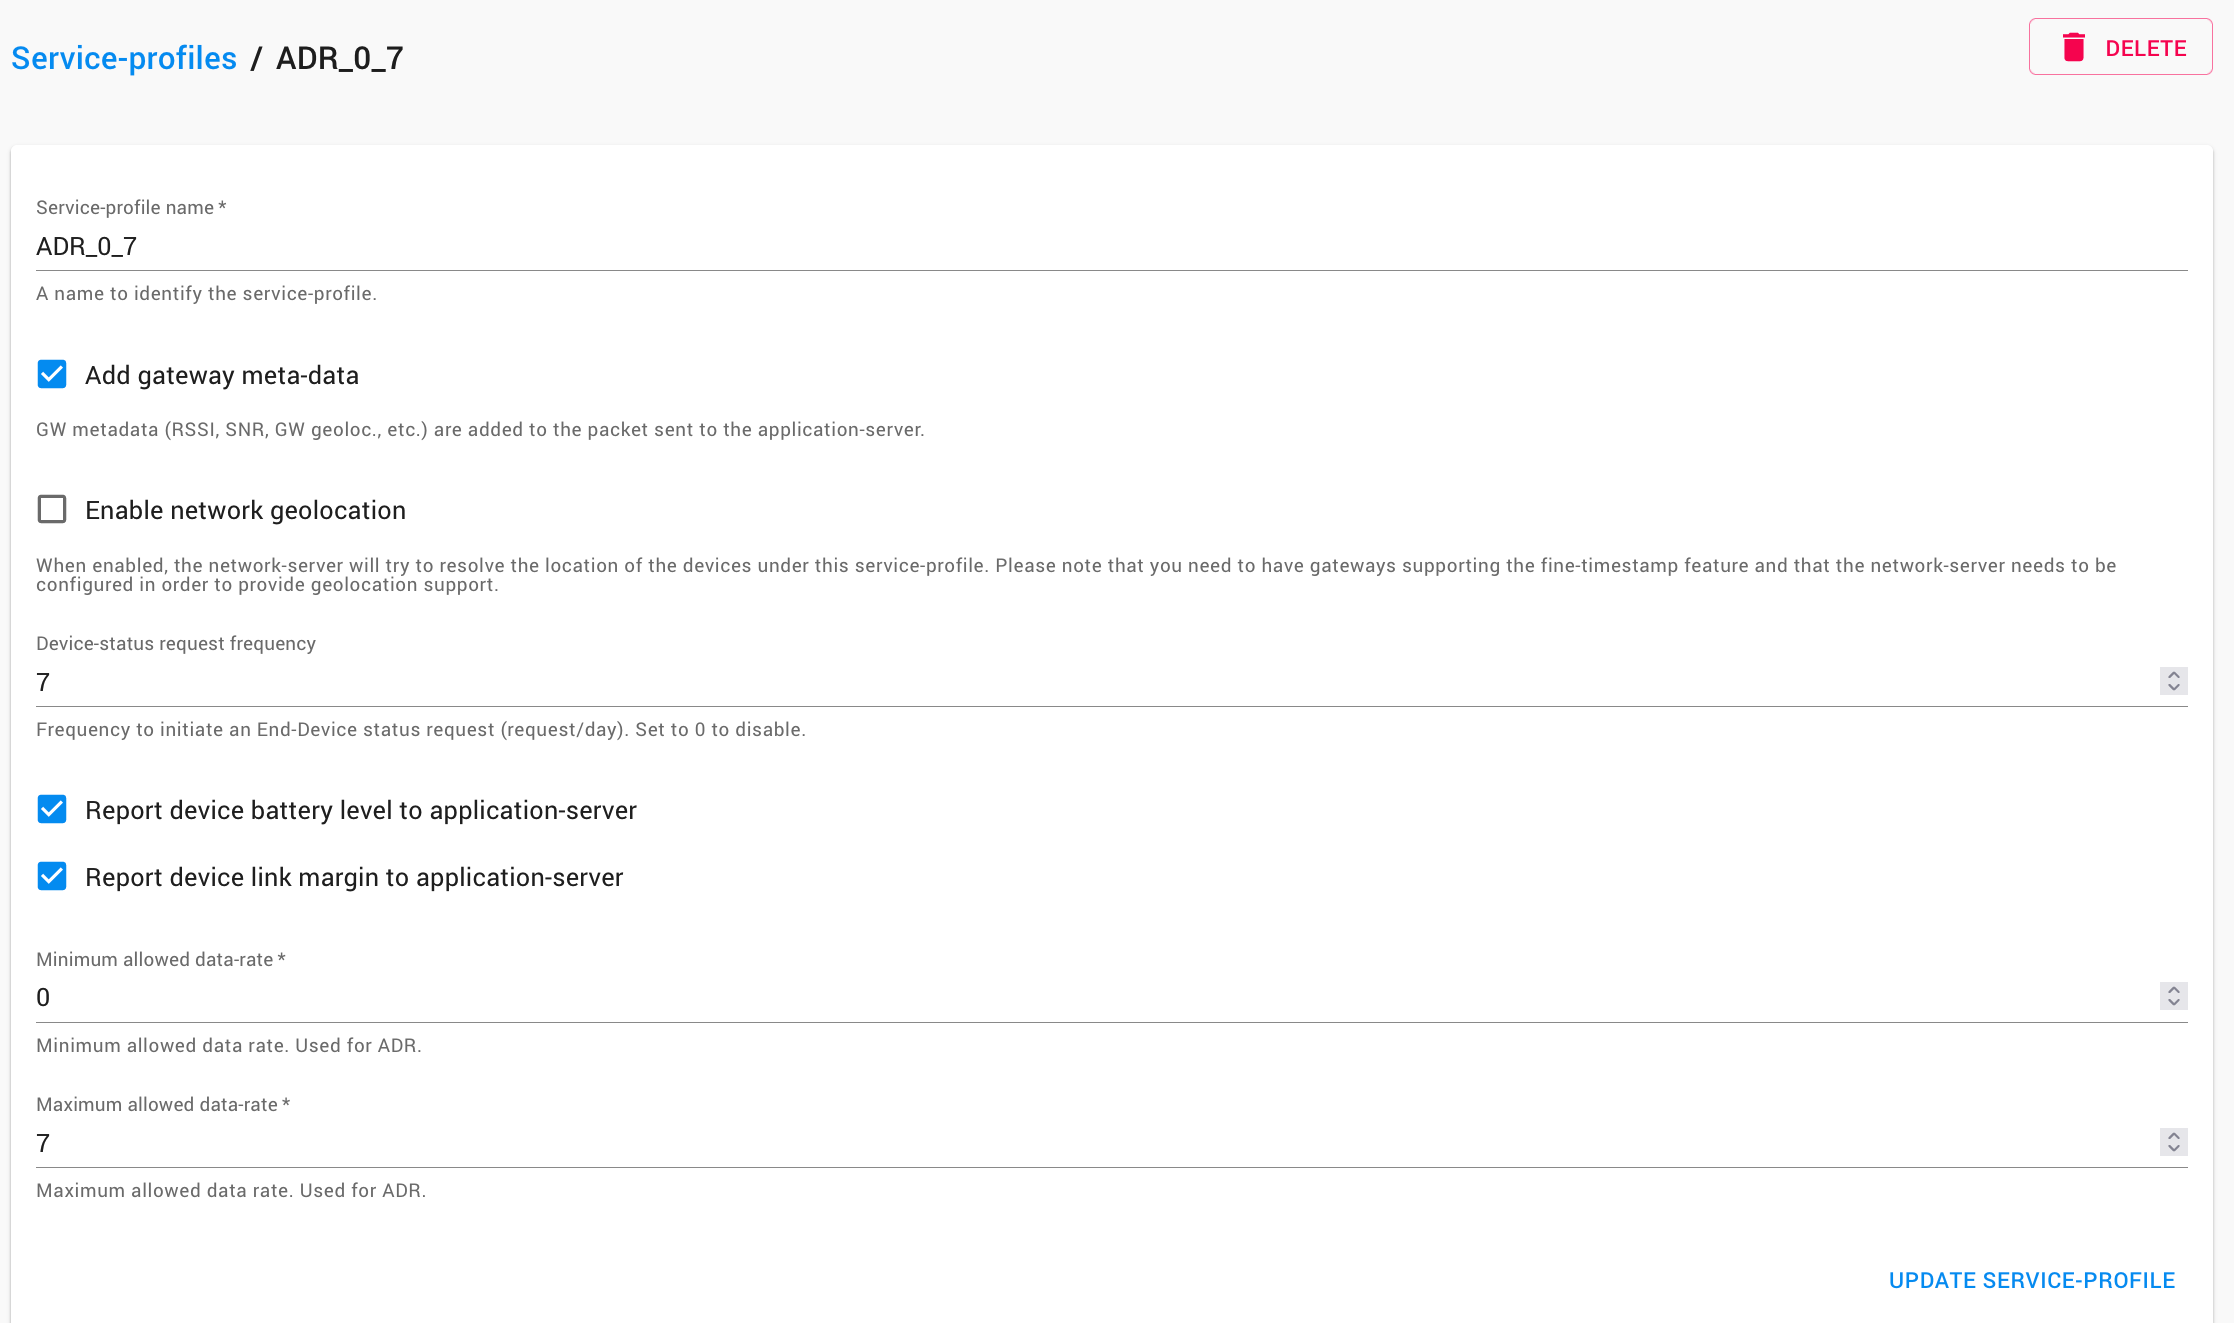 Service-profiles / ADR_0_7
DELETE
Service-profile name *
ADR_0_7
A name to identify the service-profile.
Add gateway meta-data
GW metadata (RSSI, SNR, GW geoloc., etc.) are added to the packet sent to the application-server.
Enable network geolocation
When enabled, the network-server will try to resolve the location of the devices under this service-profile. Please note that you need to have gateways supporting the fine-timestamp feature and that the network-server needs to be
configured in order to provide geolocation support.
Device-status request frequency
7
Frequency to initiate an End-Device status request (request/day). Set to 0 to disable.
Report device battery level to application-server
Report device link margin to application-server
Minimum allowed data-rate *
0
Minimum allowed data rate. Used for ADR.
Maximum allowed data-rate *
7
Maximum allowed data rate. Used for ADR.
UPDATE SERVICE-PROFILE